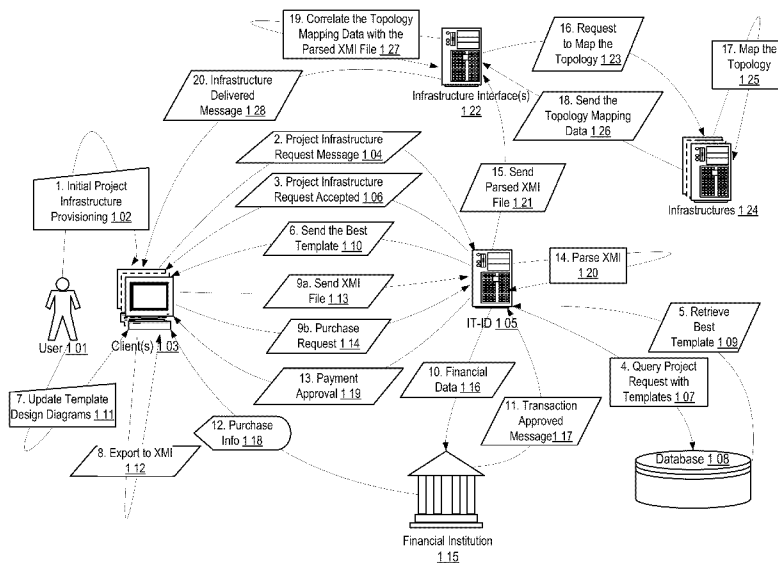 19. Correlate the Topology
Mapping Data with the
Parsed XMI File 1.27
16. Request
to Map the
Topology 1.23
17. Map the
Topology
1.25
20. Infrastructure
Delivered
Message 1.28
Infrastructure Interface(s)
1.22
18. Send the
Topology Mapping
Data 1.26
2. Project Infrastructure
Request Message 1.04
1. Initial Project
Infrastructure
Provisioning 1.02
3. Project Infrastructure
Request Accepted 1.06
15. Send
Parsed XMI
File 1.21
Infrastructures 1.24
6. Send the Best
Template 1.10
14. Parse XMI
1.20
9a. Send XMI
File 1.13
5. Retrieve
Best
Template 1.09
9b. Purchase
Request 1.14
IT-ID 1.05
User 1.01
Client(s) 1.03
4. Query Project
Request with
Templates 1.07
13. Payment
Approval 1.19
10. Financial
Data 1.16
7. Update Template
Design Diagrams 1.11
11. Transaction
Approved
Message 1.17
12. Purchase
Info 1.18
8. Export to XMI
1.12
Database 1.08
Financial Institution
1.15